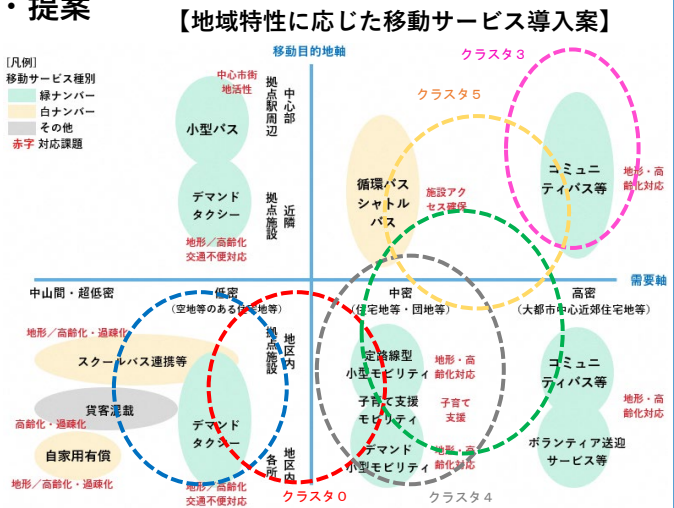 ・提案
【地域特性に応じた移動サービス導入案】
移動目的地軸
[凡例]
移動サービス種別
緑ナンバー
白ナンバー
その他
赤字 対応課題
中心市街
地活性
小型バス
デマンド
タクシー
地形／高齢化
交通不便対応
中心部
拠点駅周辺
近隣
拠点施設
クラスタ3
クラスタ5
循環バス
シャトル
バス
施設アク
セス確保
コミュニ
ティバス等
地形・高
齢化対応
需要軸
中山間・超低密
低密
(空地等のある住宅地等)
中密
(住宅地等・団地等)
高密
(大都市中心近郊住宅地等)
地形/高齢化・過疎化
スクールバス連携等
貨客混載
高齢化・過疎化
自家用有償
地形/高齢化・過疎化
デマンド
タクシー
地形/高齢化
交通不便対応
地区内
拠点施設
地区内
各所
クラスタ0
定路線型
小型モビリティ
地形・高
齢化対応
子育て支援
モビリティ
子育て
支援
デマンド
小型モビリティ
地形・高
齢化対応
クラスタ4
コミュニ
ティバス等
地形・高
齢化対応
ボランティア送迎
サービス等